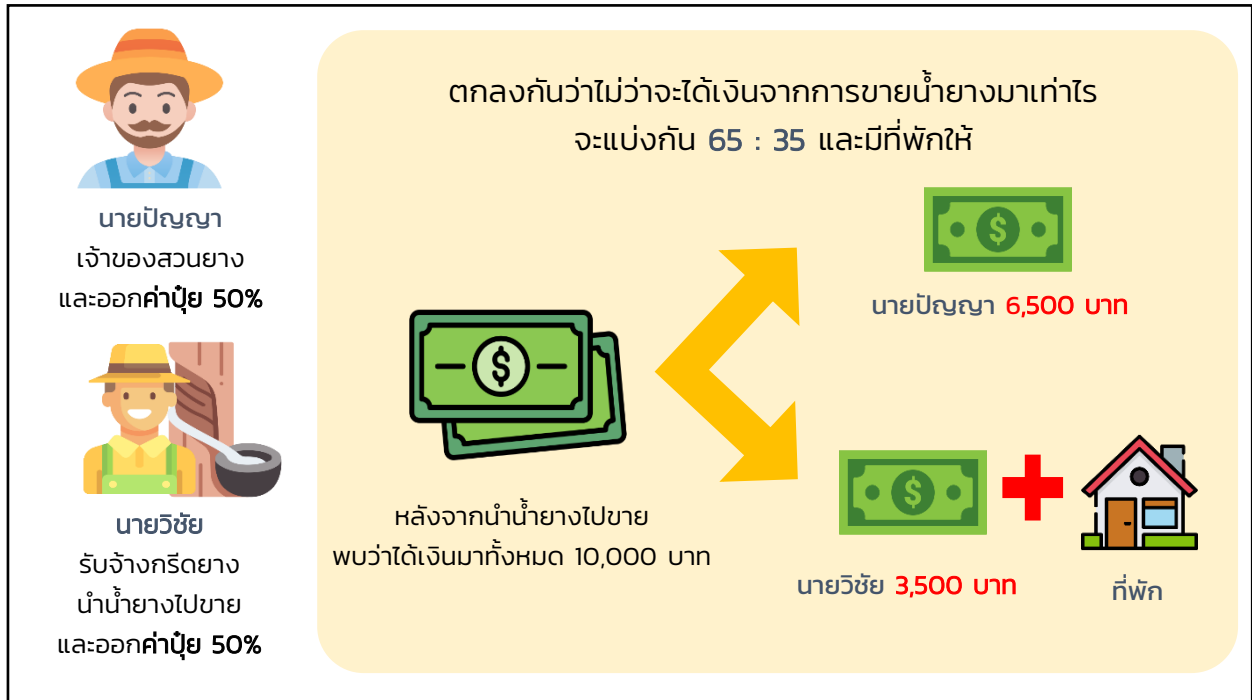 ตกลงกันว่าไม่ว่าจะได้เงินจากการขายน้ำยางมาเท่าไร
จะแบ่งกัน 65 : 35 และมีที่พักให้
นายปัญญา
เจ้าของสวนยาง
และออกค่าปุ๋ย 50%
นายปัญญา 6,500 บาท
นายวิชัย
รับจ้างกรีดยาง
นำน้ำยางไปขาย
และออกค่าปุ๋ย 50%
หลังจากนำน้ำยางไปขาย
พบว่าได้เงินมาทั้งหมด 10,000 บาท
นายวิชัย 3,500 บาท
ที่พัก